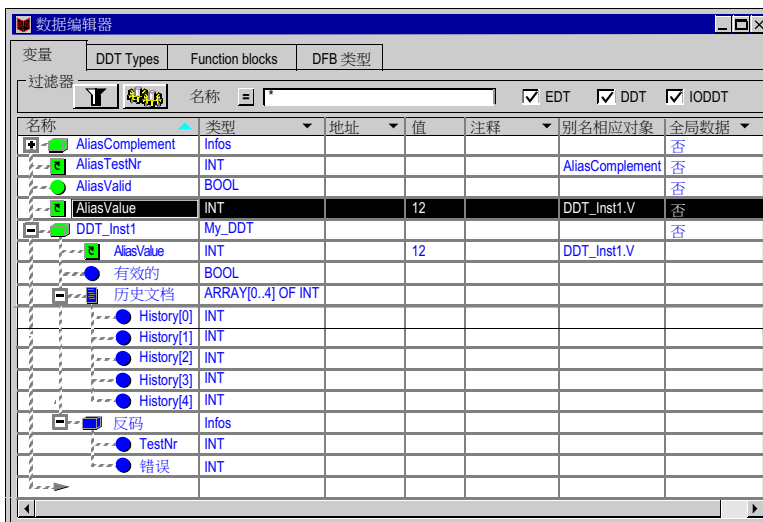 数据编辑器
变量 DDT Types Function blocks DFB 类型
过滤器
名称 = * EDT DDT IODDT
名称 类型 地址 值 注释 别名相应对象 全局数据
AliasComplement Infos 否
AliasTestNr INT AliasComplement 否
AliasValid BOOL 否
AliasValue INT 12 DDT_Inst1.V 否
DDT_Inst1 My_DDT 否
AliasValue INT 12 DDT_Inst1.V
有效的 BOOL
历史文档 ARRAY[0..4] OF INT
History[0] INT
History[1] INT
History[2] INT
History[3] INT
History[4] INT
反码 Infos
TestNr INT
错误 INT